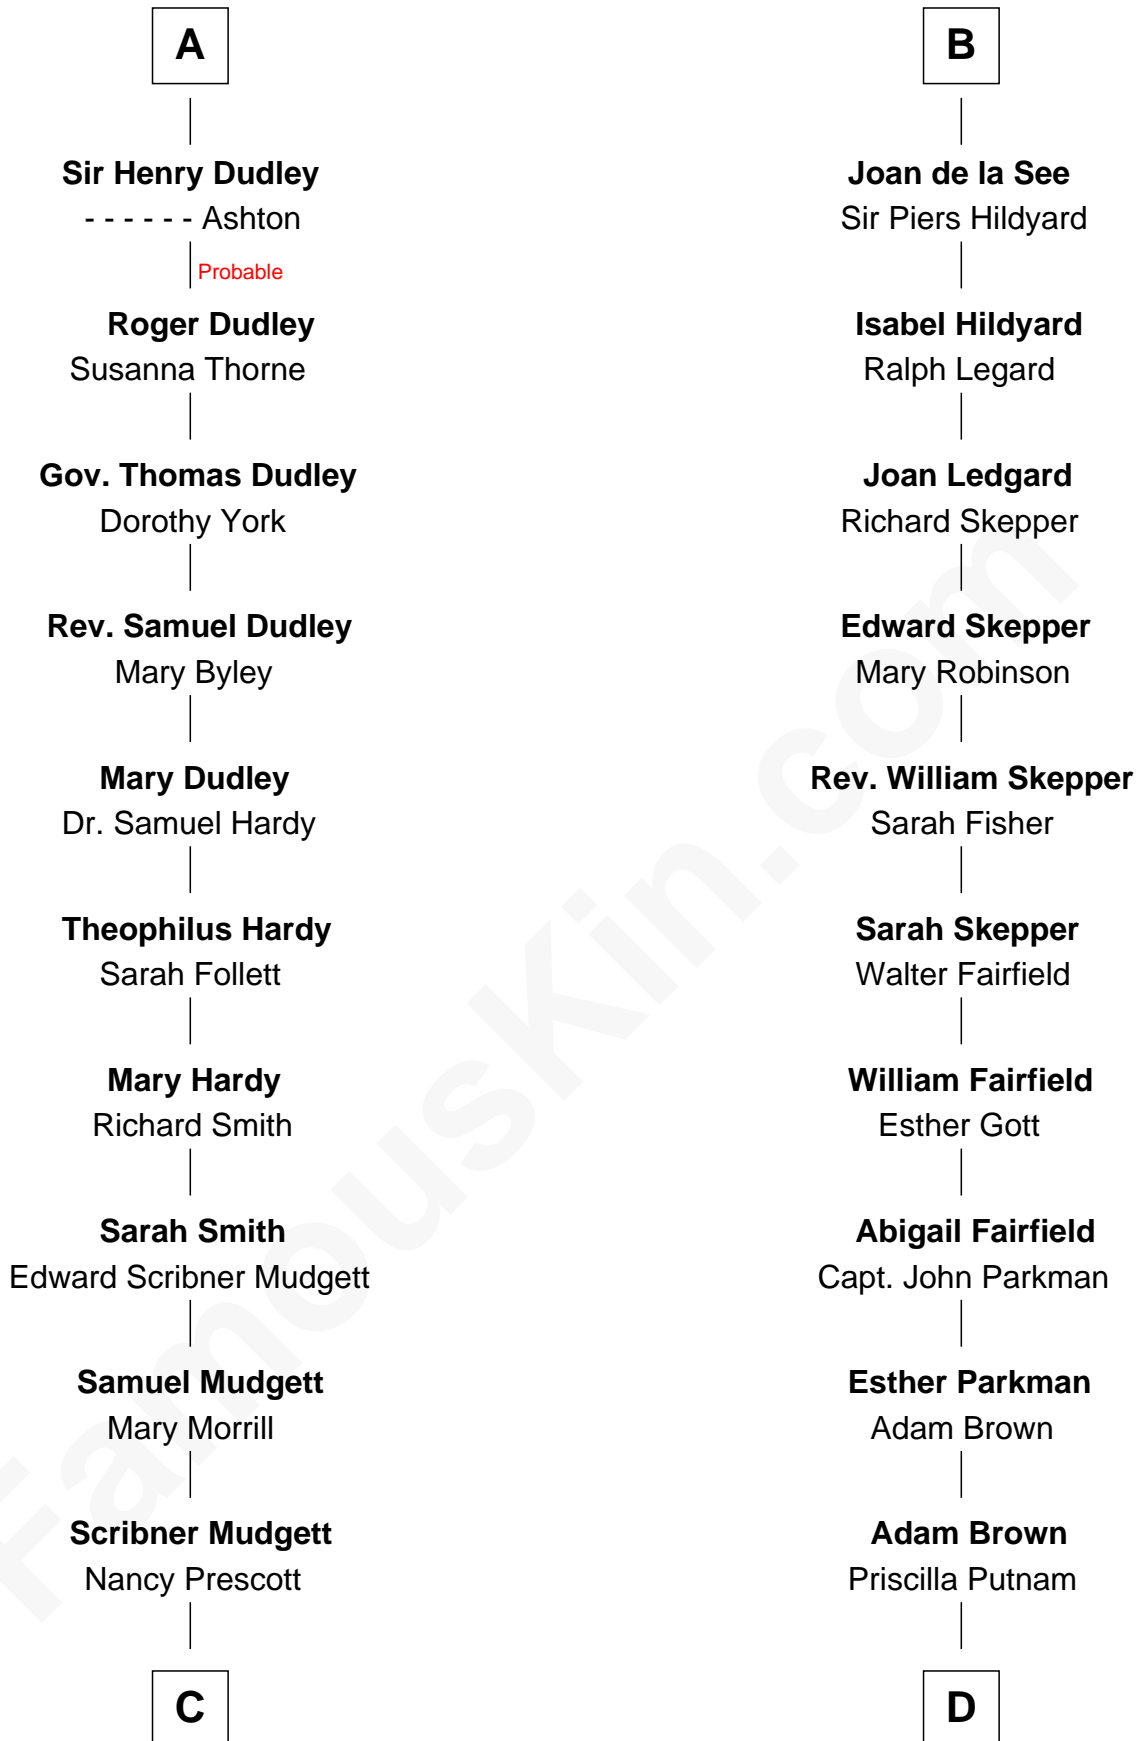 A
Sir Henry Dudley
- - - - - - Ashton
Probable
Roger Dudley
Susanna Thorne
Gov. Thomas Dudley
Dorothy York
Rev. Samuel Dudley
Mary Byley
Mary Dudley
Dr. Samuel Hardy
Theophilus Hardy
Sarah Follett
Mary Hardy
Richard Smith
Sarah Smith
Edward Scribner Mudgett
Samuel Mudgett
Mary Morrill
Scribner Mudgett
Nancy Prescott
C
B
Joan de la See
Sir Piers Hildyard
Isabel Hildyard
Ralph Legard
Joan Ledgard
Richard Skepper
Edward Skepper
Mary Robinson
Rev. William Skepper
Sarah Fisher
Sarah Skepper
Walter Fairfield
William Fairfield
Esther Gott
Abigail Fairfield
Capt. John Parkman
Esther Parkman
Adam Brown
Adam Brown
Priscilla Putnam
D
FamousKin.com